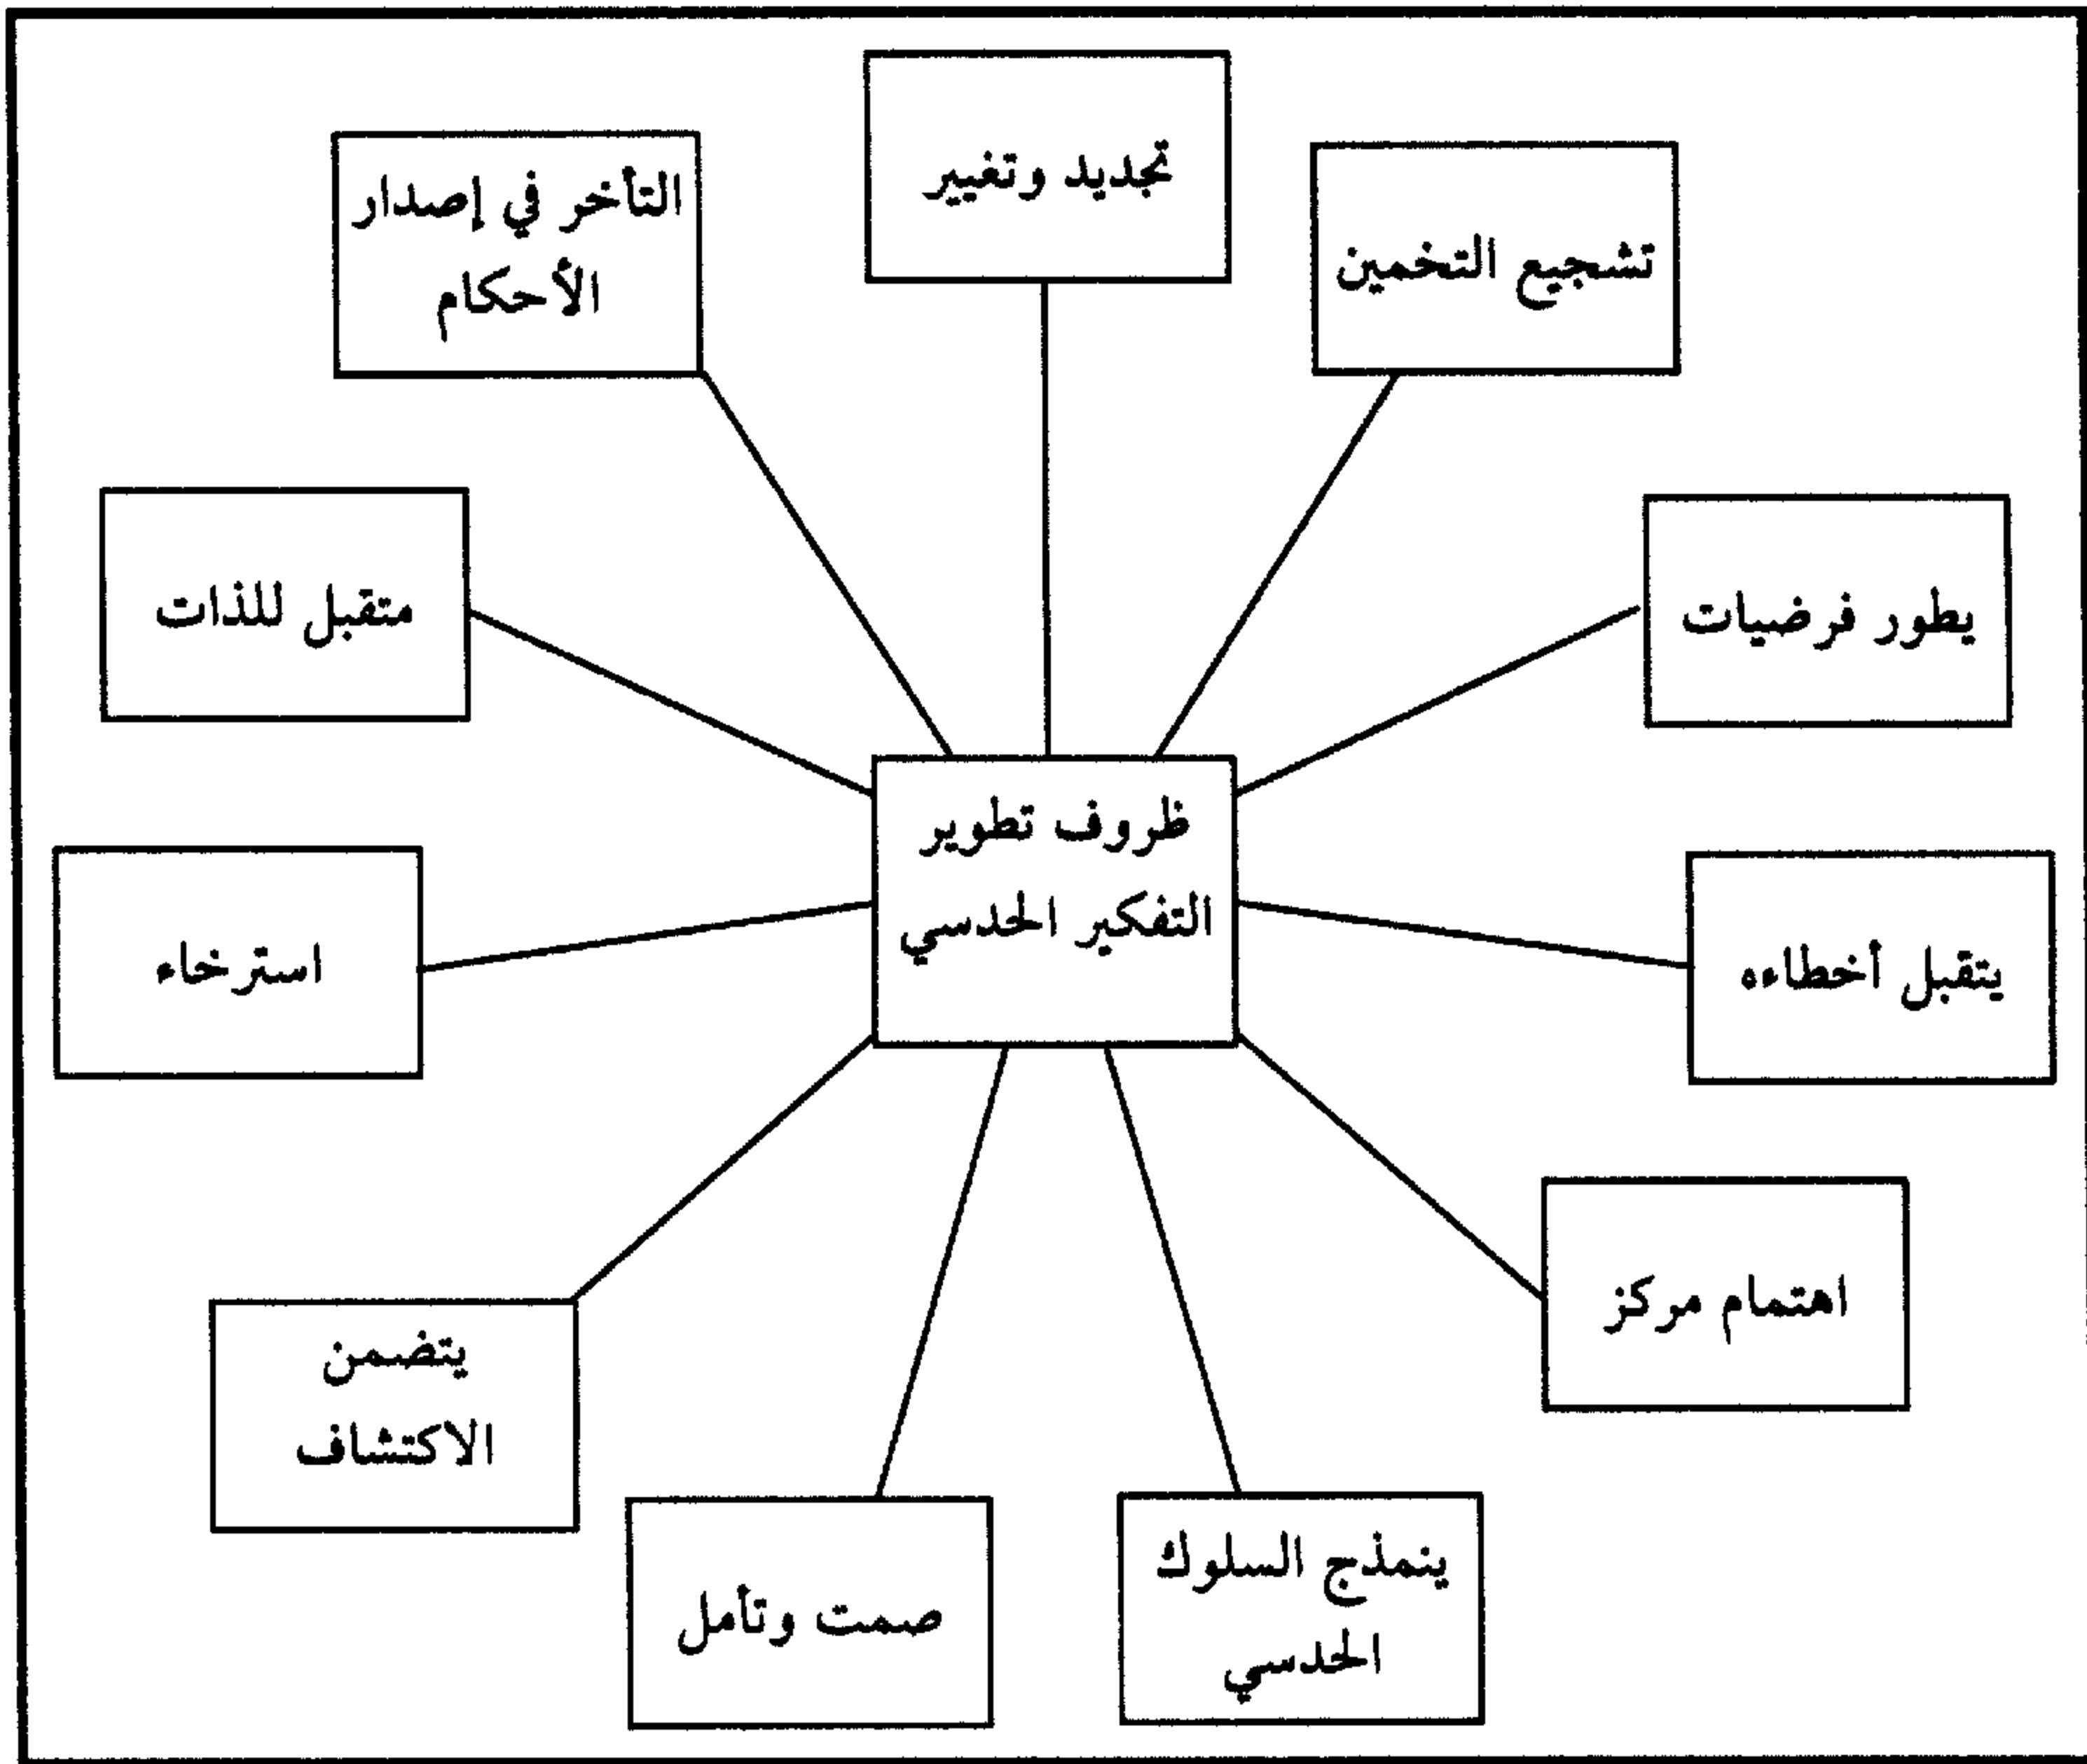 تجديد وتغيير
تشجيع التخمين
التأخر في إصدار
الأحكام
يطور فرضيات
متقبل للذات
ظروف تطوير
التفكير الحدسي
يتقبل أخطاءه
استرخاء
اهتمام مركز
يتضمن
الاكتشاف
ينمذج السلوك
الحدسي
صمت وتأمل